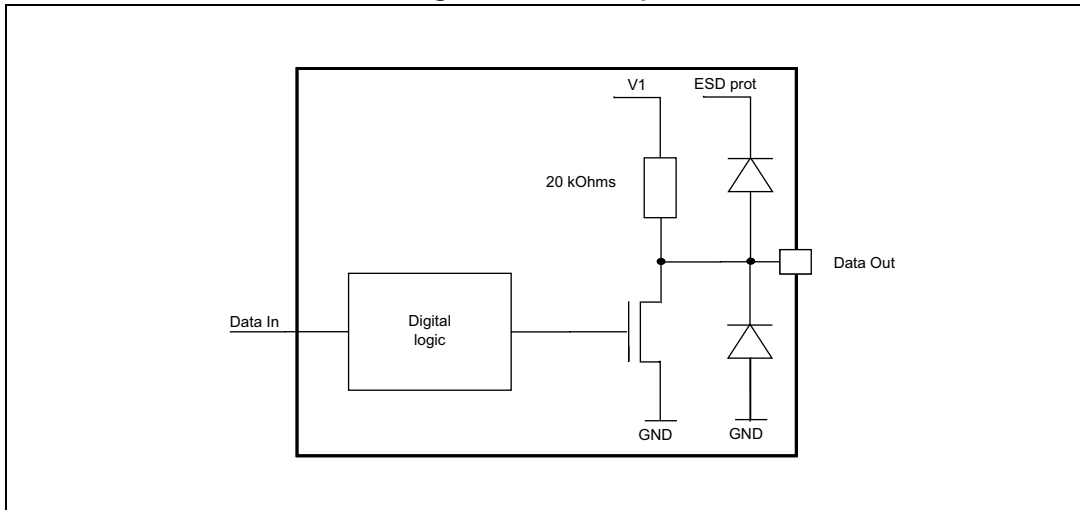 V1
ESD prot
20 kOhms
Data Out
Data In
Digital
logic
GND
GND